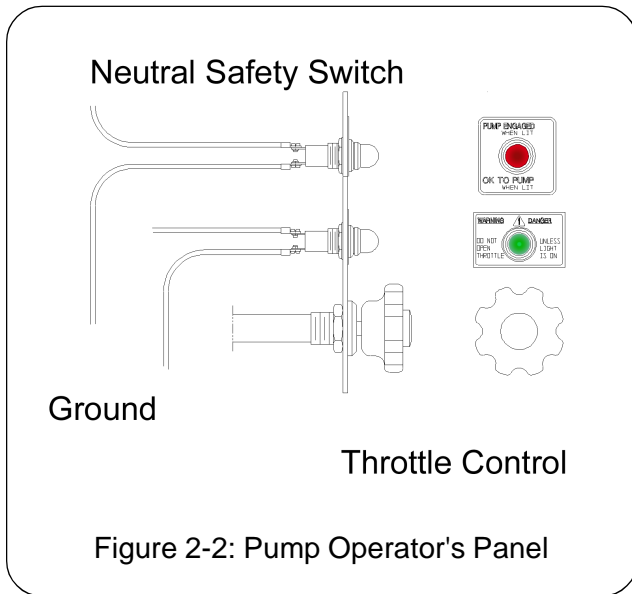 Neutral Safety Switch
PUMP ENGAGED
WHEN LIT
OK TO PUMP
WHEN LIT
WARNING DANGER
DO NOT UNLESS
OPEN LIGHT
THROTTLE IS ON
Ground
Throttle Control
Figure 2-2: Pump Operator's Panel